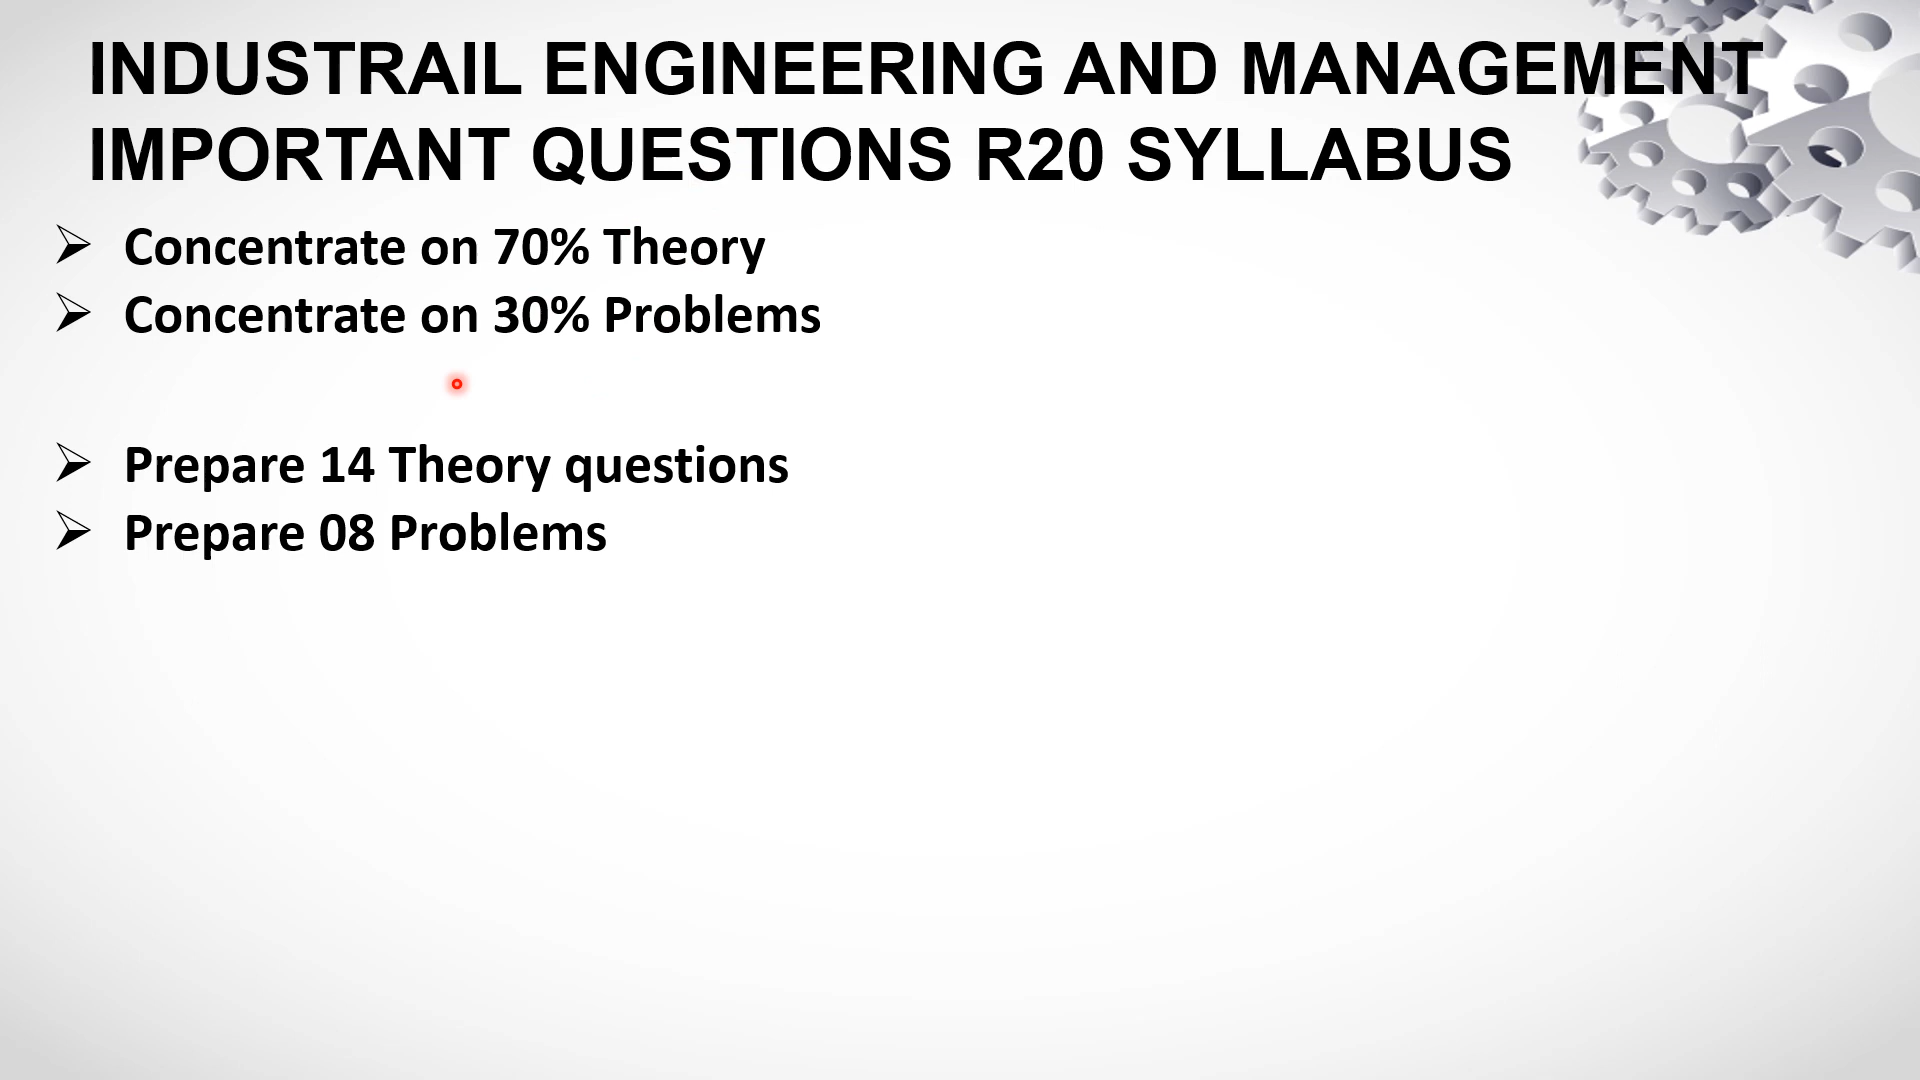 INDUSTRAIL ENGINEERING AND MANAGEMENT
IMPORTANT QUESTIONS R20 SYLLABUS
➢ Concentrate on 70% Theory
➢ Concentrate on 30% Problems
➢ Prepare 14 Theory questions
➢ Prepare 08 Problems